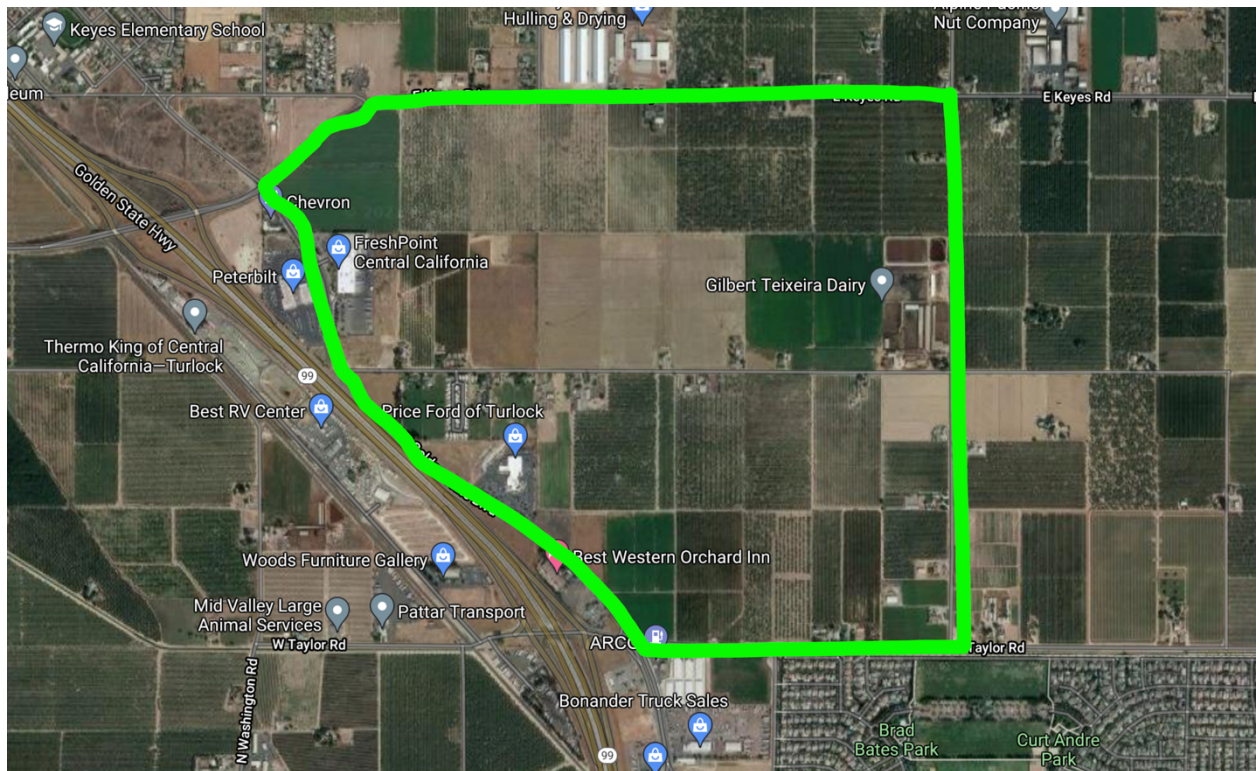 Keyes Elementary School
Hulling & Drying
Nut Company
leum
E Keyes Rd
E Keyes Rd
Golden State Hwy
Chevron
FreshPoint
Central California
Peterbilt
Gilbert Teixeira Dairy
Thermo King of Central
California—Turlock
99
Best RV Center
Price Ford of Turlock
Woods Furniture Gallery
Best Western Orchard Inn
Mid Valley Large
Animal Services
Pattar Transport
ARCO
W Taylor Rd
Taylor Rd
N Washington Rd
Bonander Truck Sales
Brad
Bates Park
Curt Andre
Park
99